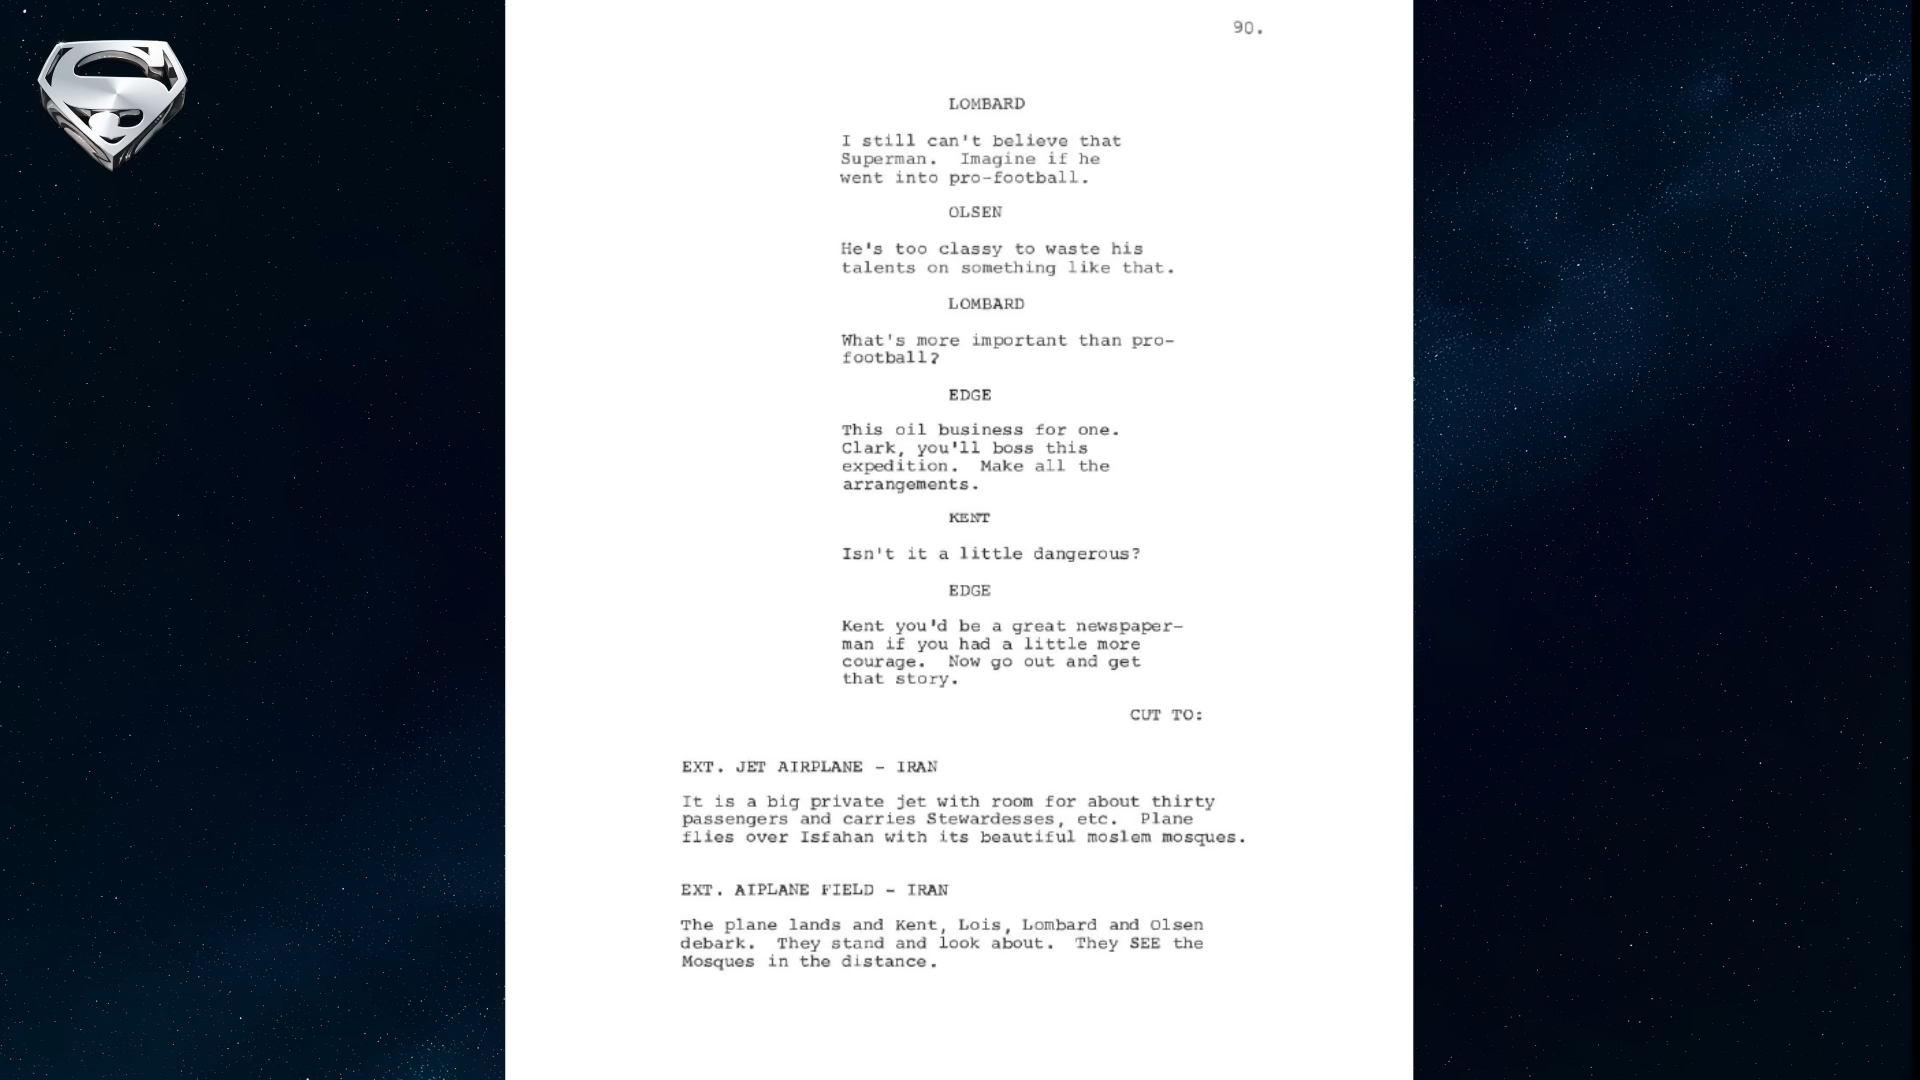 90.
LOMBARD
I still can't believe that
Superman. Imagine if he
went into pro-football.
OLSEN
He's too classy to waste his
talents on something like that.
LOMBARD
What's more important than pro-
football?
EDGE
This oil business for one.
Clark, you'll boss this
expedition. Make all the
arrangements.
KENT
Isn't it a little dangerous?
EDGE
Kent you'd be a great newspaper-
man if you had a little more
courage. Now go out and get
that story.
CUT TO:
EXT. JET AIRPLANE - IRAN
It is a big private jet with room for about thirty
passengers and carries Stewardesses, etc. Plane
flies over Isfahan with its beautiful moslem mosques.
EXT. AIPLANE FIELD - IRAN
The plane lands and Kent, Lois, Lombard and Olsen
debark. They stand and look about. They SEE the
Mosques in the distance.